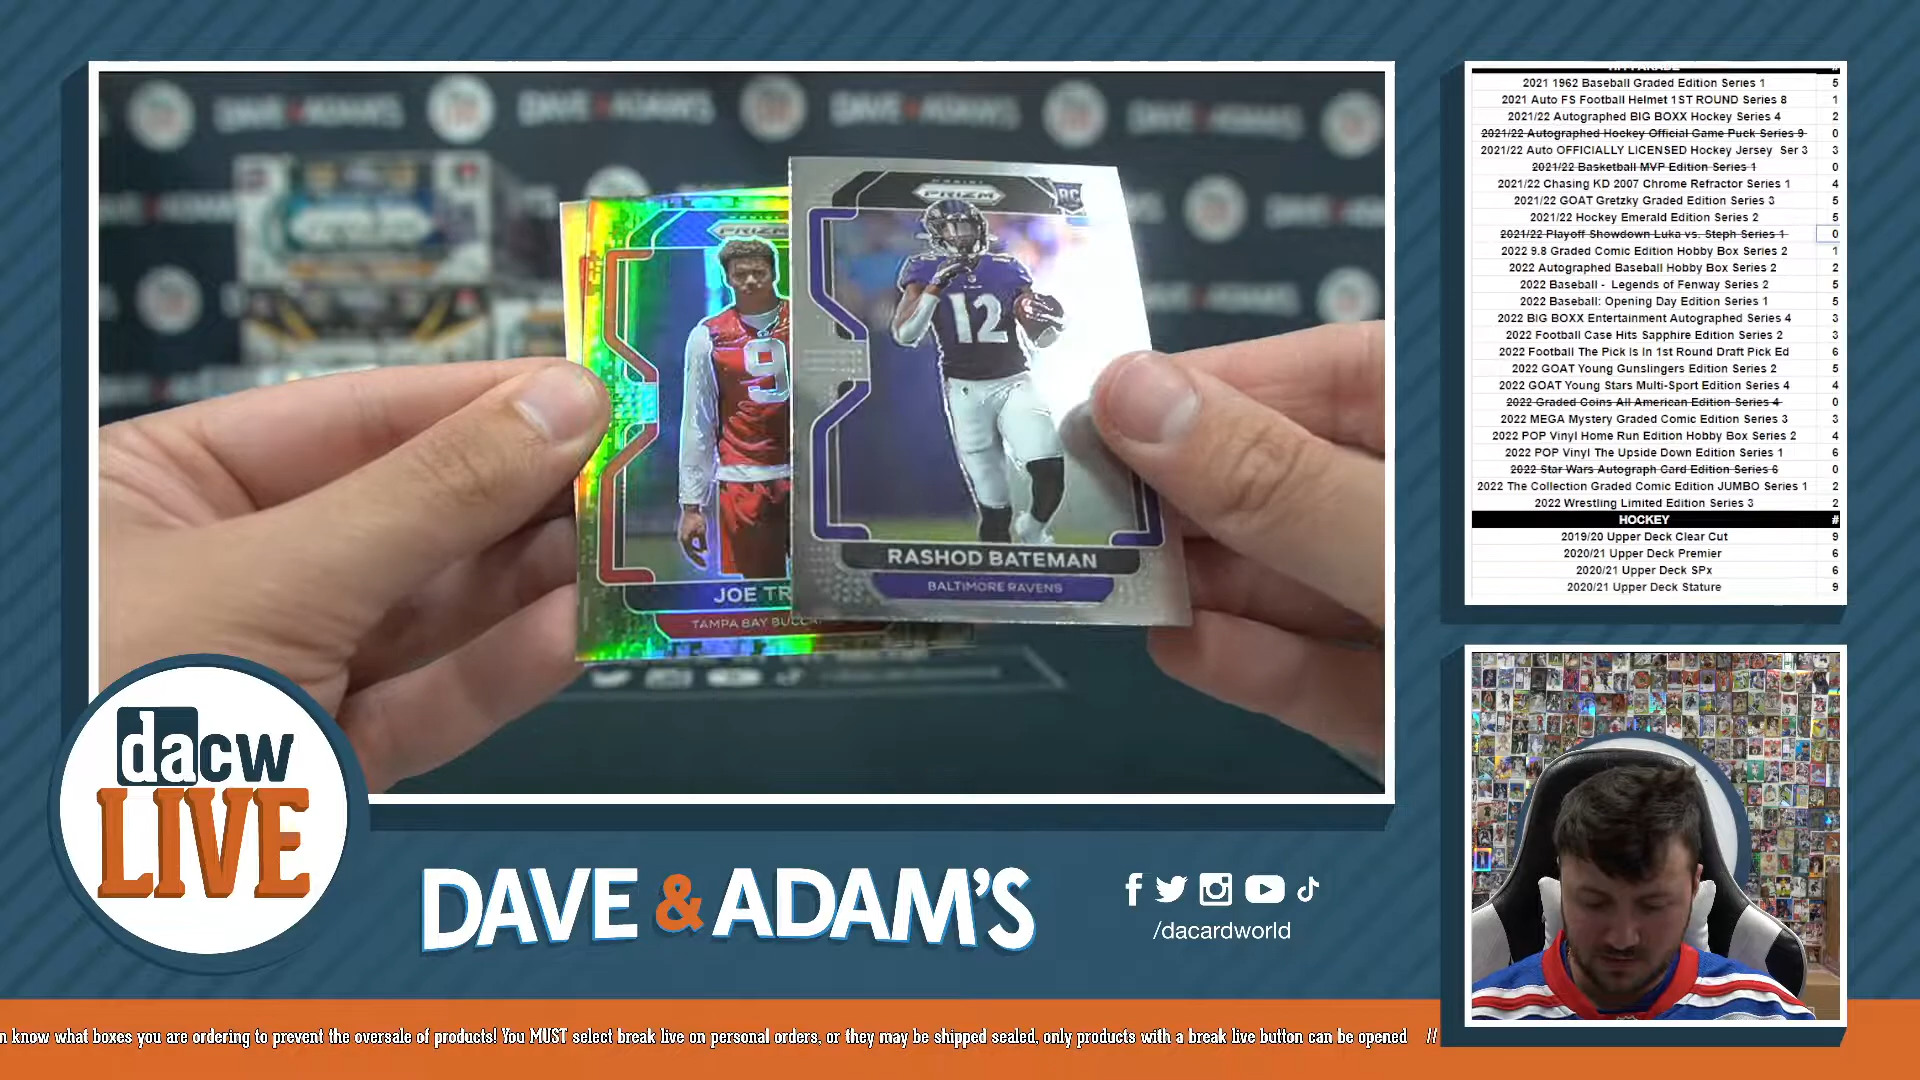 DAVE & ADAM'S
DAVE & ADAM'S
PRIZM
9
JOE TR
TAMPA BAY BUCCA
PANINI
PRIZM
RC
12
RASHOD BATEMAN
BALTIMORE RAVENS
#
2021 1962 Baseball Graded Edition Series 1 5
2021 Auto FS Football Helmet 1ST ROUND Series 8 1
2021/22 Autographed BIG BOXX Hockey Series 4 2
2021/22 Autographed Hockey Official Game Puck Series 9 0
2021/22 Auto OFFICIALLY LICENSED Hockey Jersey Ser 3 3
2021/22 Basketball MVP Edition Series 1 0
2021/22 Chasing KD 2007 Chrome Refractor Series 1 4
2021/22 GOAT Gretzky Graded Edition Series 3 5
2021/22 Hockey Emerald Edition Series 2 5
2021/22 Playoff Showdown Luka vs. Steph Series 1 0
2022 9.8 Graded Comic Edition Hobby Box Series 2 1
2022 Autographed Baseball Hobby Box Series 2 2
2022 Baseball - Legends of Fenway Series 2 5
2022 Baseball: Opening Day Edition Series 1 5
2022 BIG BOXX Entertainment Autographed Series 4 3
2022 Football Case Hits Sapphire Edition Series 2 3
2022 Football The Pick Is In 1st Round Draft Pick Ed 6
2022 GOAT Young Gunslingers Edition Series 2 5
2022 GOAT Young Stars Multi-Sport Edition Series 4 4
2022 Graded Coins All American Edition Series 4 0
2022 MEGA Mystery Graded Comic Edition Series 3 3
2022 POP Vinyl Home Run Edition Hobby Box Series 2 4
2022 POP Vinyl The Upside Down Edition Series 1 6
2022 Star Wars Autograph Card Edition Series 6 0
2022 The Collection Graded Comic Edition JUMBO Series 1 2
2022 Wrestling Limited Edition Series 3 2
HOCKEY #
2019/20 Upper Deck Clear Cut 9
2020/21 Upper Deck Premier 6
2020/21 Upper Deck SPx 6
2020/21 Upper Deck Stature 9
dacw
LIVE
DAVE & ADAM'S
/dacardworld
n know what boxes you are ordering to prevent the oversale of products! You MUST select break live on personal orders, or they may be shipped sealed, only products with a break live button can be opened //